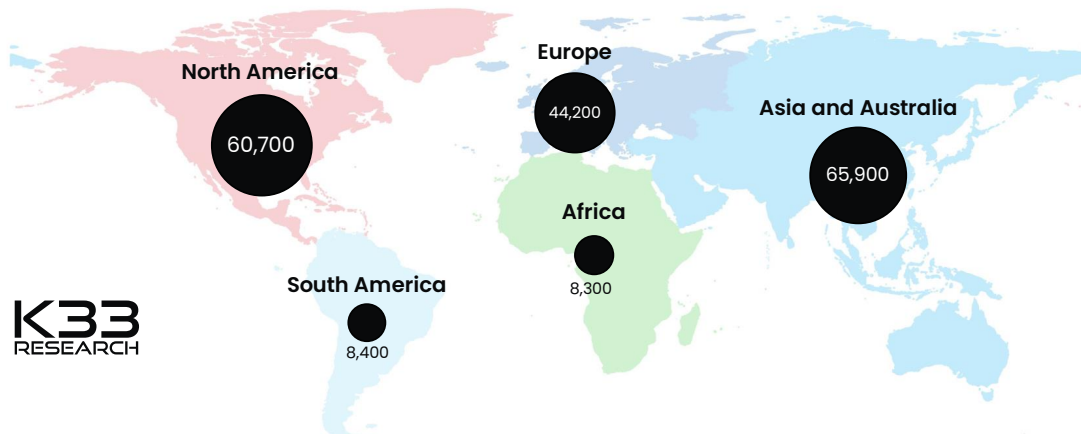 Europe
North America
44,200
Asia and Australia
60,700
65,900
Africa
8,300
South America
8,400
K33
RESEARCH